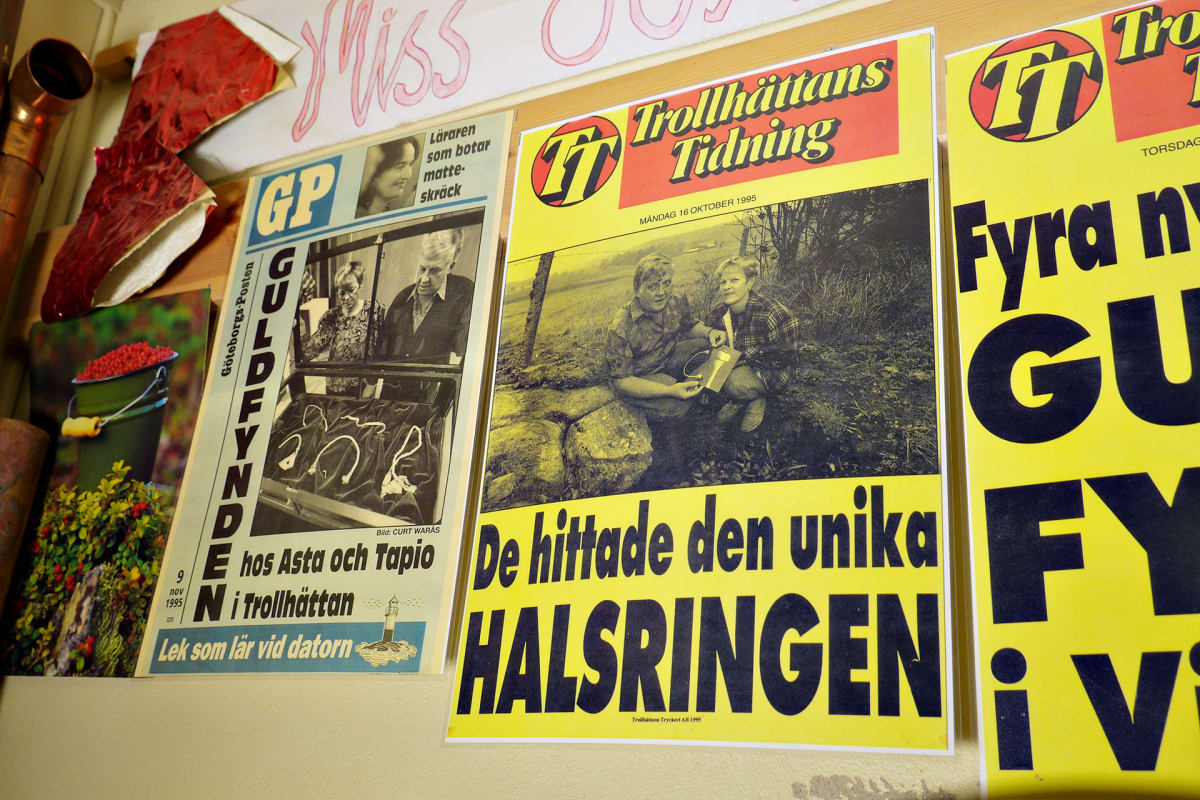 Miss
GP
Läraren
som botar
matte-
skräck
Göteborgs-Posten
GULDFYNDEN
Bild: CURT WARÅS
hos Asta och Tapio
i Trollhättan
9
nov
1995
Lek som lär vid datorn
TT
Trollhättans
Tidning
MÅNDAG 16 OKTOBER 1995
De hittade den unika
HALSRINGEN
Trollhättans Tryckeri AB 1995
TT
Tro
TORSDAG
Fyra ny
GU
FY
i Vi